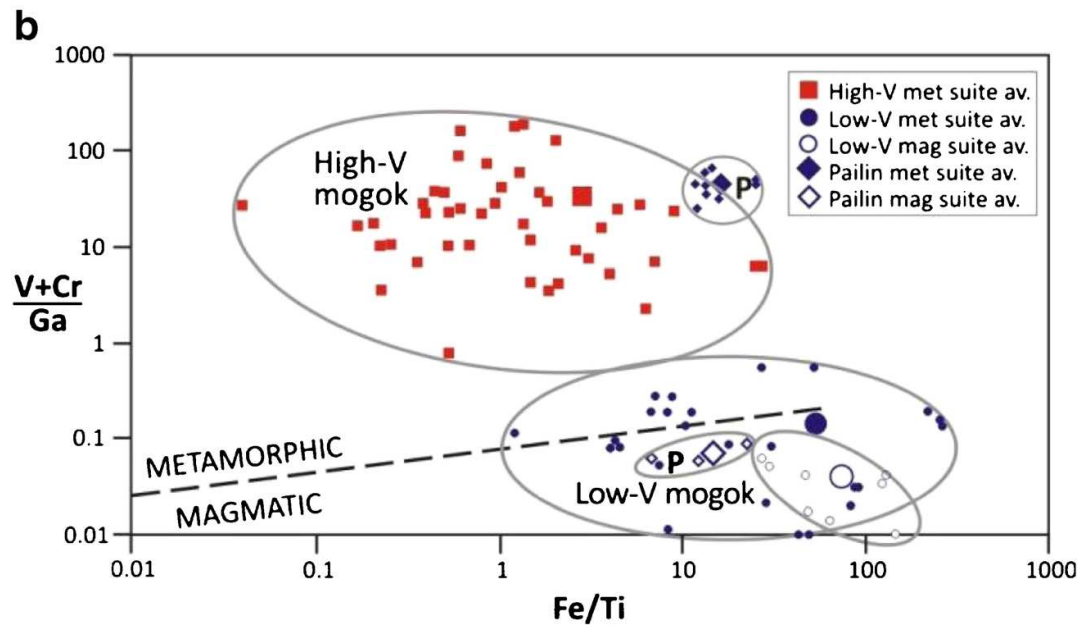 b
1000
100
10
1
0.1
0.01
V+Cr
Ga
High-V met suite av.
Low-V met suite av.
Low-V mag suite av.
Pailin met suite av.
Pailin mag suite av.
High-V
mogok
P
METAMORPHIC
MAGMATIC
P
Low-V mogok
0.01
0.1
1
10
100
1000
Fe/Ti